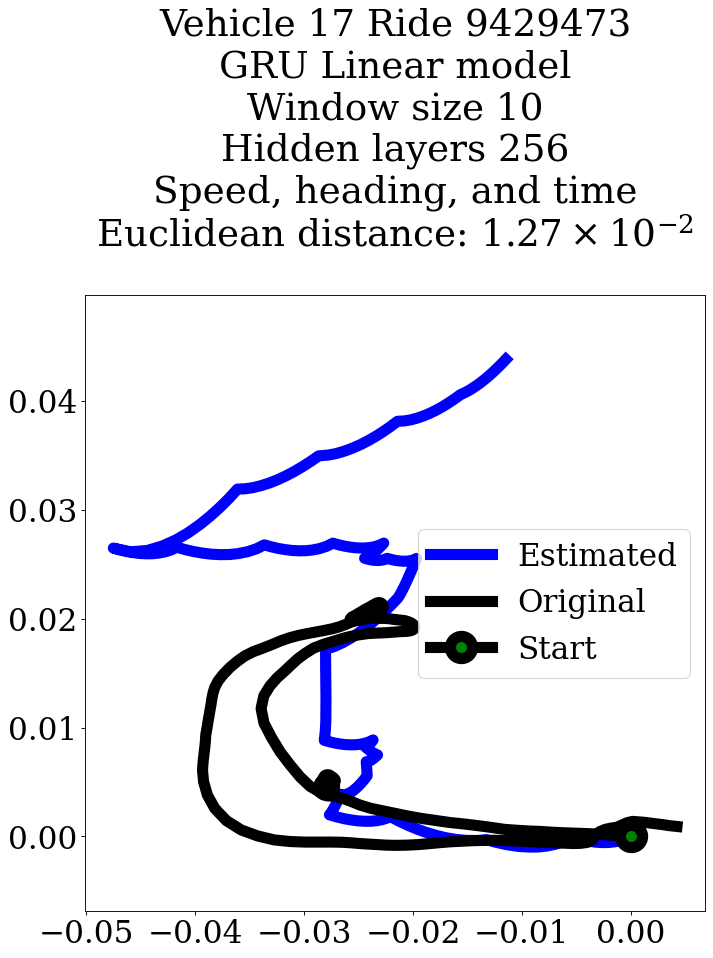 Vehicle 17 Ride 9429473
GRU Linear model
Window size 10
Hidden layers 256
Speed, heading, and time
Euclidean distance: 1.27 × 10⁻²
0.04
0.03
0.02
0.01
0.00
Estimated
Original
Start
−0.05 −0.04 −0.03 −0.02 −0.01 0.00